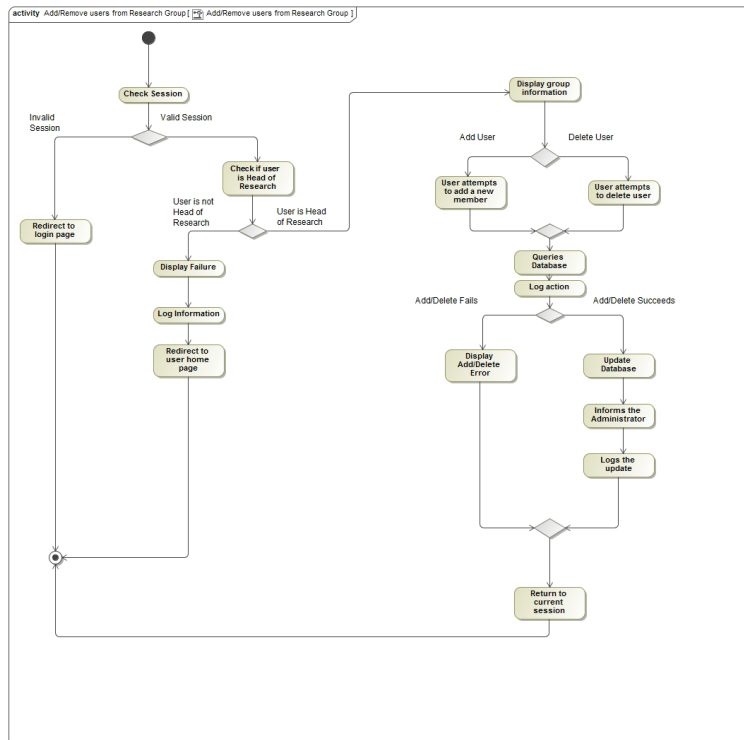 activity Add/Remove users from Research Group [ Add/Remove users from Research Group ]
Check Session
Invalid
Session
Valid Session
Check if user
is Head of
Research
Redirect to
login page
User is not
Head of
Research
User is Head
of Research
Display Failure
Log Information
Redirect to
user home
page
Display group
information
Add User
Delete User
User attempts
to add a new
member
User attempts
to delete user
Queries
Database
Log action
Add/Delete Fails
Add/Delete Succeeds
Display
Add/Delete
Error
Update
Database
Informs the
Administrator
Logs the
update
Return to
current
session